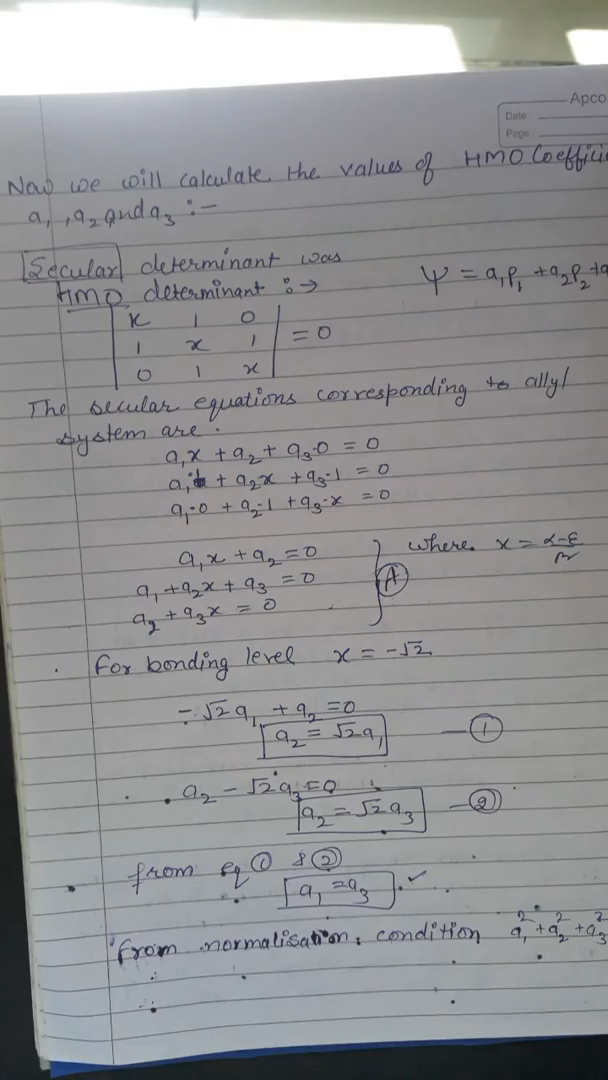 Apco
Date
Page
Now we will calculate the values of HMO Coeffici
a₁, a₂ and a₃ :-
Secular determinant was
HMO determinant :→ Ψ = a₁p₁ + a₂p₂ + a
| x 1 0 |
| 1 x 1 | = 0
| 0 1 x |
The secular equations corresponding to allyl
system are.
a₁x + a₂ + a₃·0 = 0
a₁·1 + a₂x + a₃·1 = 0
a₁·0 + a₂·1 + a₃·x = 0
a₁x + a₂ = 0 where x = α-E/β
a₁ + a₂x + a₃ = 0 Ⓐ
a₂ + a₃x = 0
For bonding level x = -√2
-√2a₁ + a₂ = 0
a₂ = √2a₁ —①
a₂ - √2a₃ = 0
a₂ = √2a₃ —②
from eq ① & ②
a₁ = a₃ ✓
from normalisation condition a₁² + a₂² + a₃²